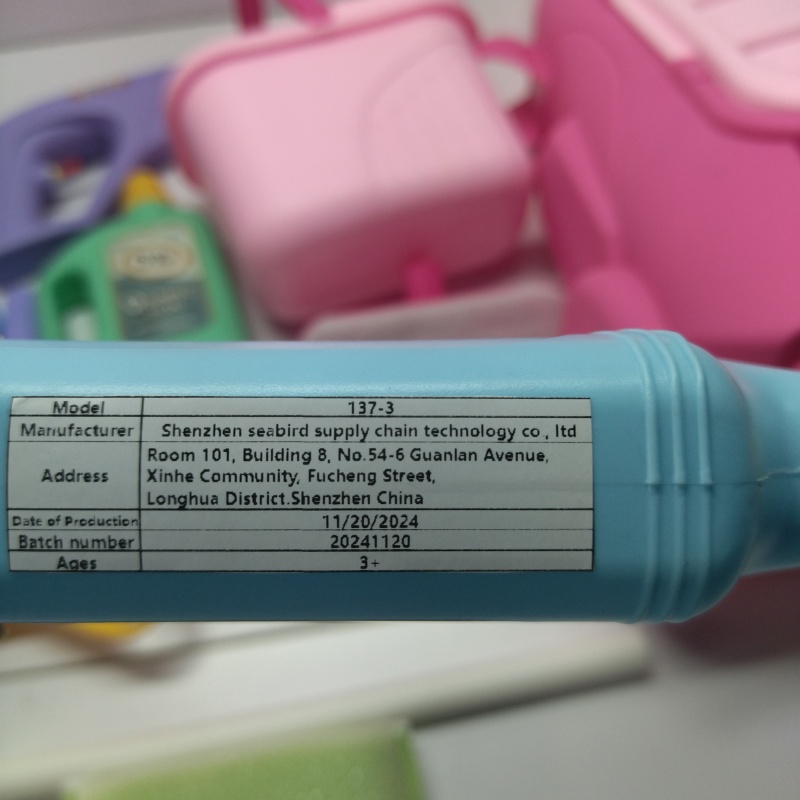 Model 137-3
Manufacturer Shenzhen seabird supply chain technology co , ltd
Address Room 101, Building 8, No.54-6 Guanlan Avenue,
Xinhe Community, Fucheng Street,
Longhua District.Shenzhen China
Date of Production 11/20/2024
Batch number 20241120
Ages 3+